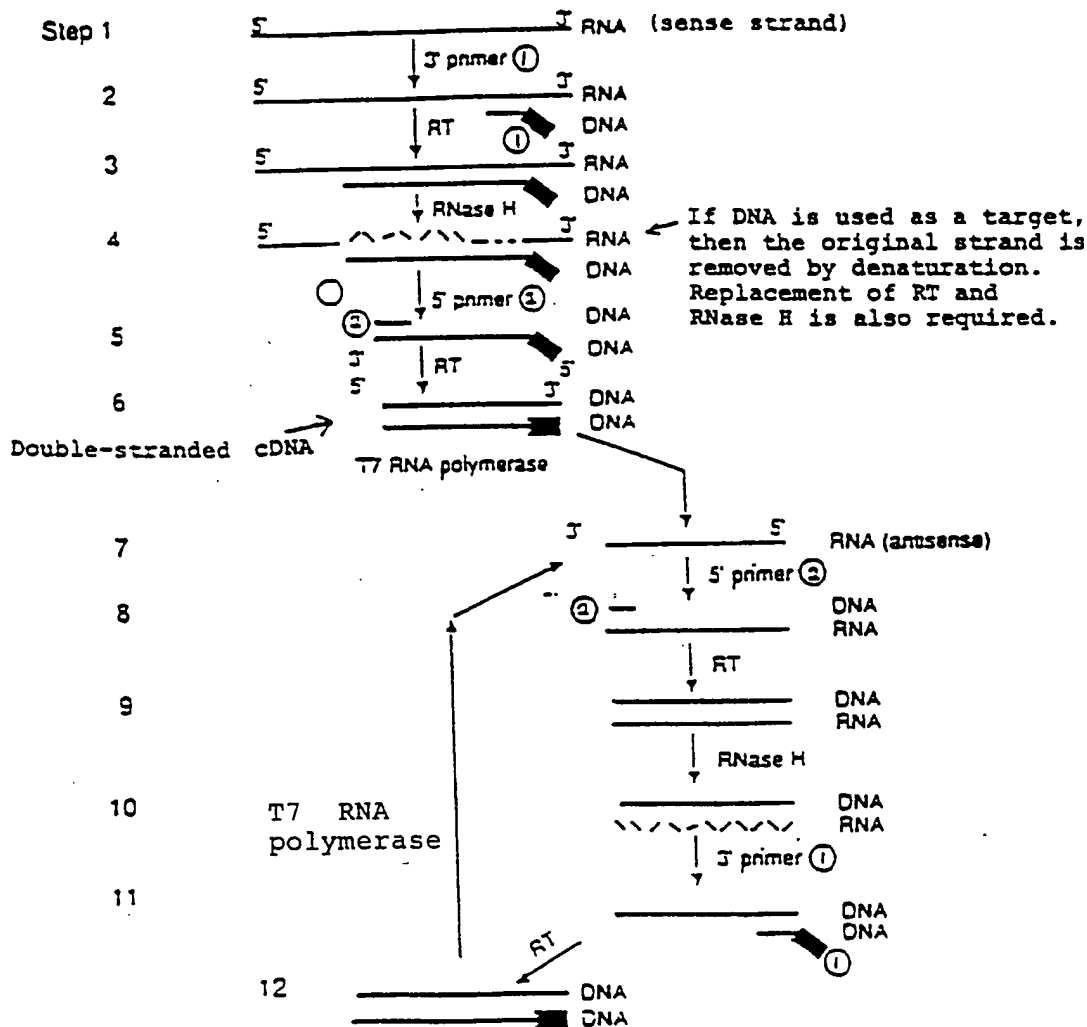 Step 1
5' 3' RNA (sense strand)
3' primer ①
2
5' 3' RNA
DNA
RT
①
3
5' 3' RNA
DNA
RNase H
4
5' 3' RNA
DNA
If DNA is used as a target,
then the original strand is
removed by denaturation.
Replacement of RT and
RNase H is also required.
5' primer ②
② DNA
5
DNA
3' 5'
RT
5' 3'
6
DNA
DNA
Double-stranded cDNA
T7 RNA polymerase
7
3' 5' RNA (antisense)
5' primer ②
8
② DNA
RNA
RT
9
DNA
RNA
RNase H
10
DNA
RNA
T7 RNA
polymerase
3' primer ①
11
DNA
DNA
①
RT
12
DNA
DNA